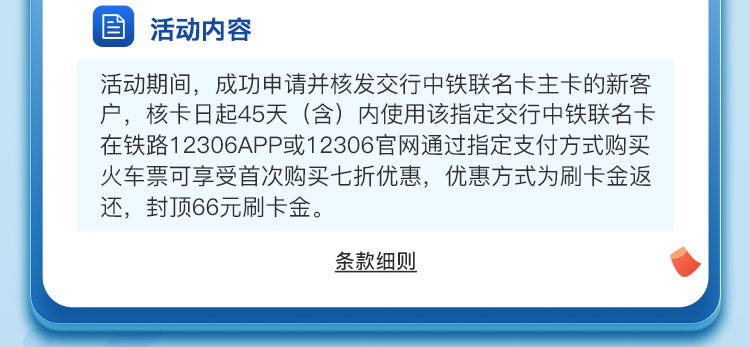 活动内容
活动期间，成功申请并核发交行中铁联名卡主卡的新客
户，核卡日起45天（含）内使用该指定交行中铁联名卡
在铁路12306APP或12306官网通过指定支付方式购买
火车票可享受首次购买七折优惠，优惠方式为刷卡金返
还，封顶66元刷卡金。
条款细则